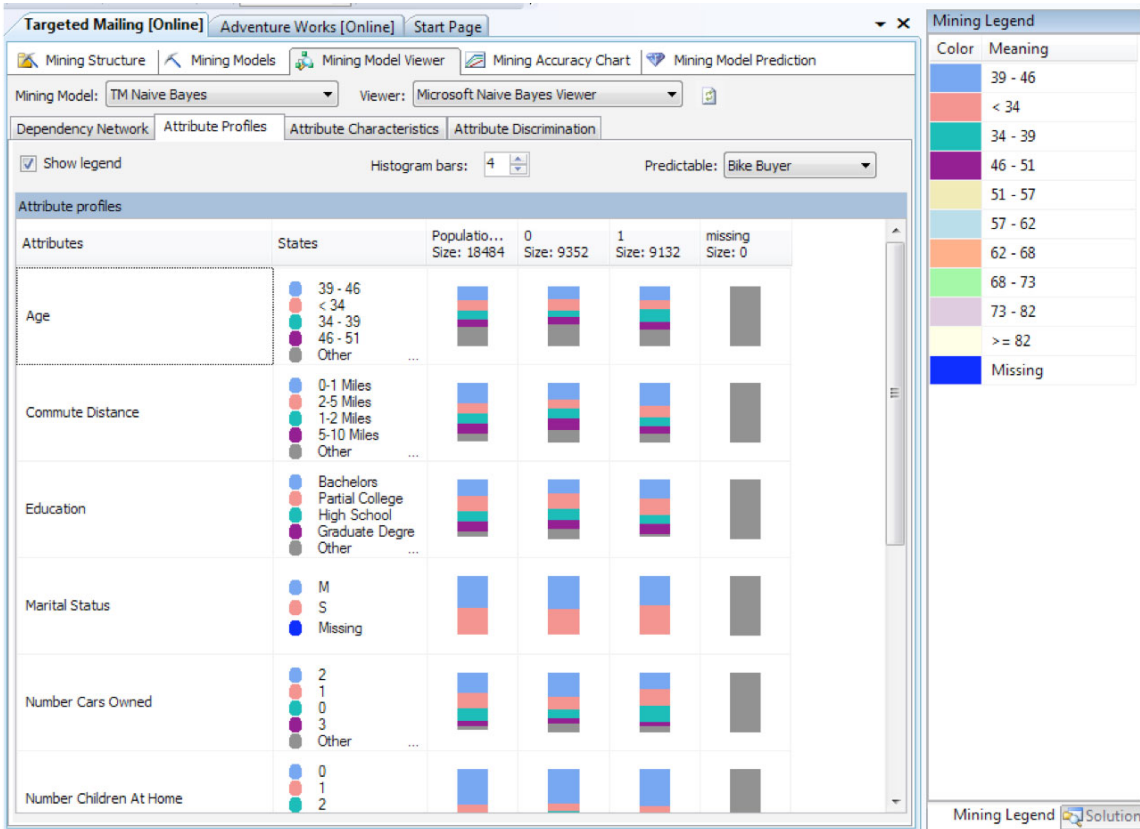 Targeted Mailing [Online] Adventure Works [Online] Start Page
Mining Structure Mining Models Mining Model Viewer Mining Accuracy Chart Mining Model Prediction
Mining Model: TM Naive Bayes Viewer: Microsoft Naive Bayes Viewer
Dependency Network Attribute Profiles Attribute Characteristics Attribute Discrimination
Show legend Histogram bars: 4 Predictable: Bike Buyer
Attribute profiles
Attributes States Populatio... 0 1 missing
Size: 18484 Size: 9352 Size: 9132 Size: 0
Age
39 - 46
< 34
34 - 39
46 - 51
Other ...
Commute Distance
0-1 Miles
2-5 Miles
1-2 Miles
5-10 Miles
Other ...
Education
Bachelors
Partial College
High School
Graduate Degre
Other ...
Marital Status
M
S
Missing
Number Cars Owned
2
1
0
3
Other ...
Number Children At Home
0
1
2
Mining Legend
Color Meaning
39 - 46
< 34
34 - 39
46 - 51
51 - 57
57 - 62
62 - 68
68 - 73
73 - 82
>= 82
Missing
Mining Legend Solution